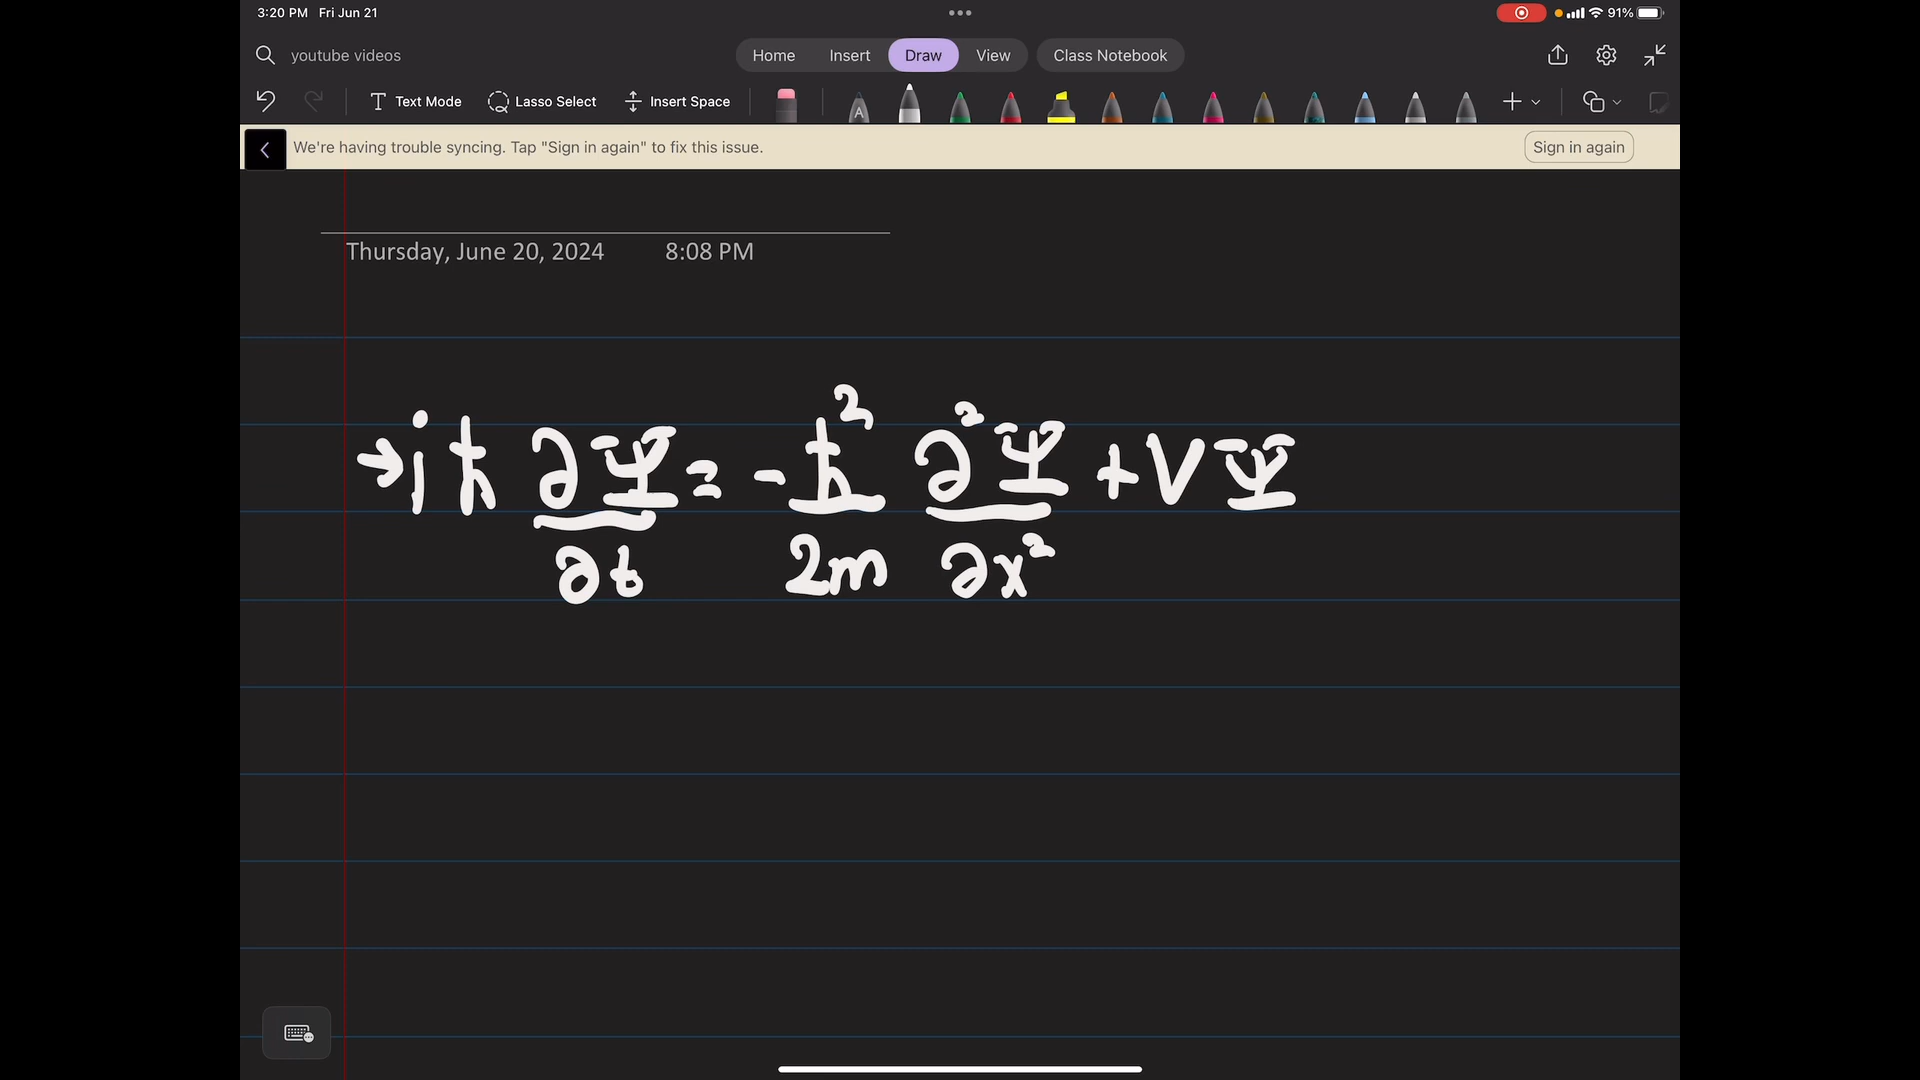 3:20 PM Fri Jun 21
91%
youtube videos
Home Insert Draw View Class Notebook
Text Mode Lasso Select Insert Space
A
We're having trouble syncing. Tap "Sign in again" to fix this issue.
Sign in again
Thursday, June 20, 2024 8:08 PM
→ iℏ ∂Ψ/∂t = -ℏ²/2m ∂²Ψ/∂x² + VΨ